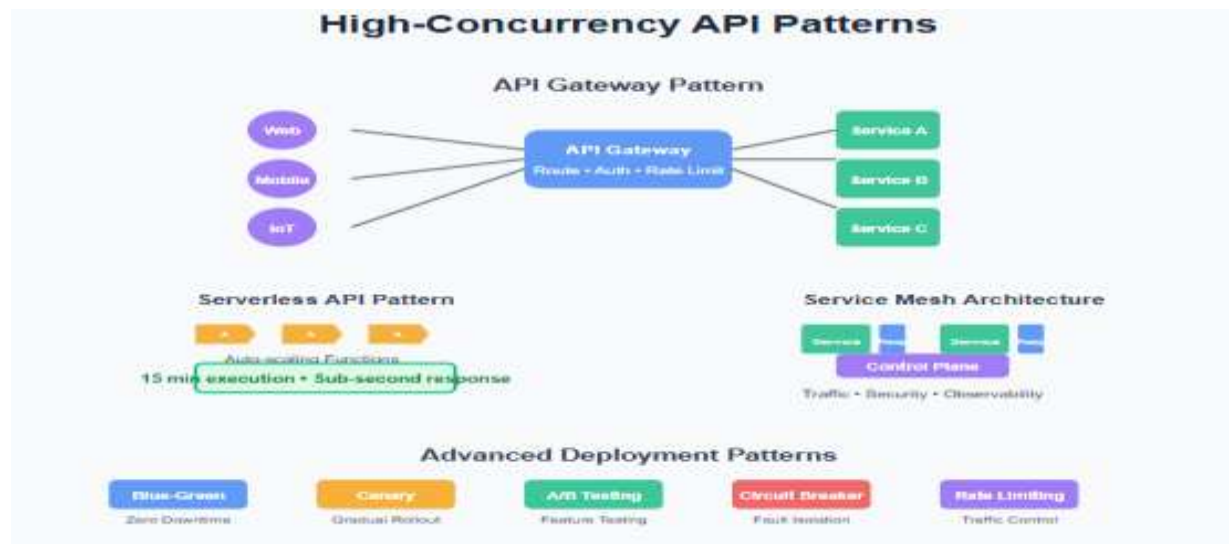 High-Concurrency API Patterns
API Gateway Pattern
Web
Mobile
IoT
API Gateway
Route • Auth • Rate Limit
Service A
Service B
Service C
Serverless API Pattern
Auto-scaling Functions
15 min execution • Sub-second response
Service Mesh Architecture
Service
Service
Control Plane
Traffic • Security • Observability
Advanced Deployment Patterns
Blue-Green
Canary
A/B Testing
Circuit Breaker
Rate Limiting
Zero Downtime
Gradual Rollout
Feature Testing
Fault Isolation
Traffic Control